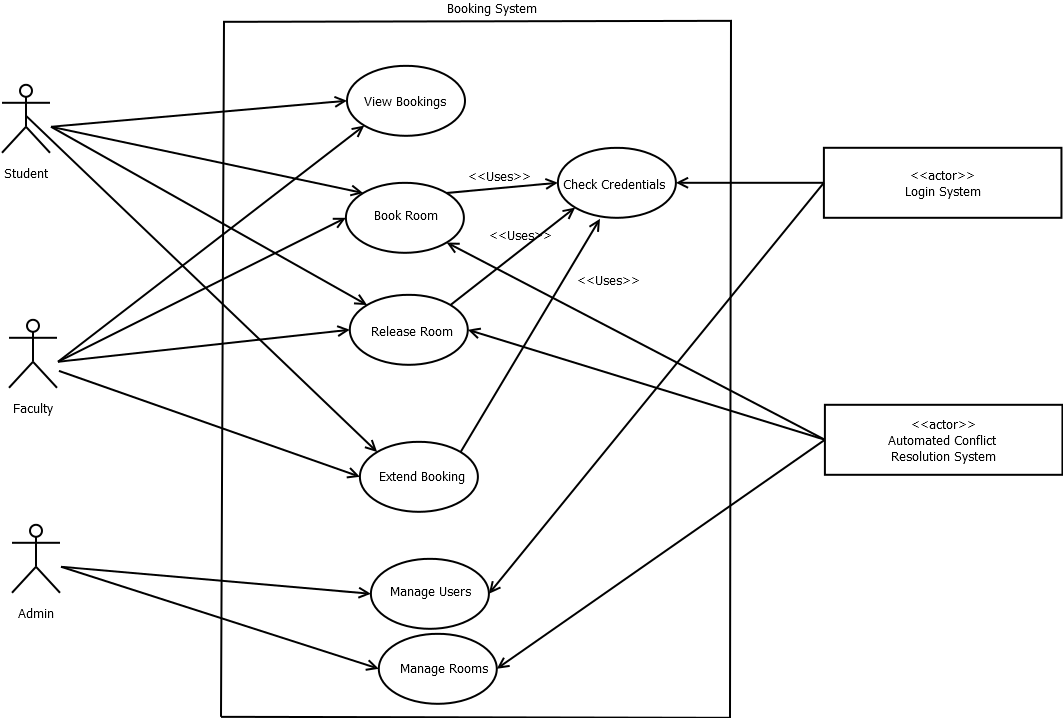 Booking System
View Bookings
Student
<<Uses>>
Check Credentials
<<actor>>
Login System
Book Room
<<Uses>>
<<Uses>>
Release Room
Faculty
<<actor>>
Automated Conflict
Resolution System
Extend Booking
Manage Users
Admin
Manage Rooms